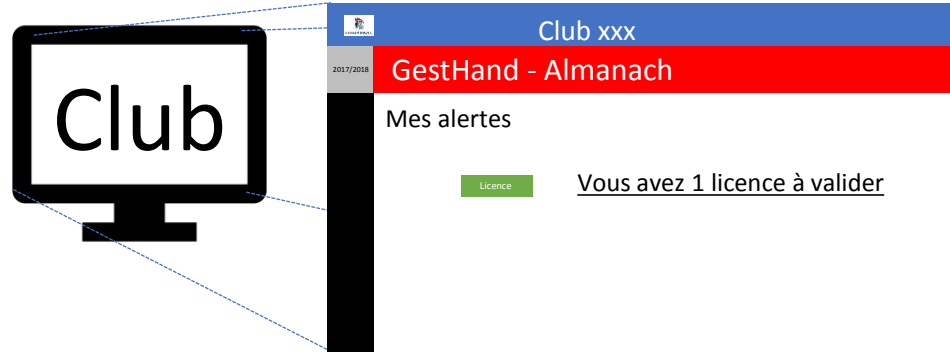 Club
Club xxx
2017/2018
GestHand - Almanach
Mes alertes
Licence
Vous avez 1 licence à valider